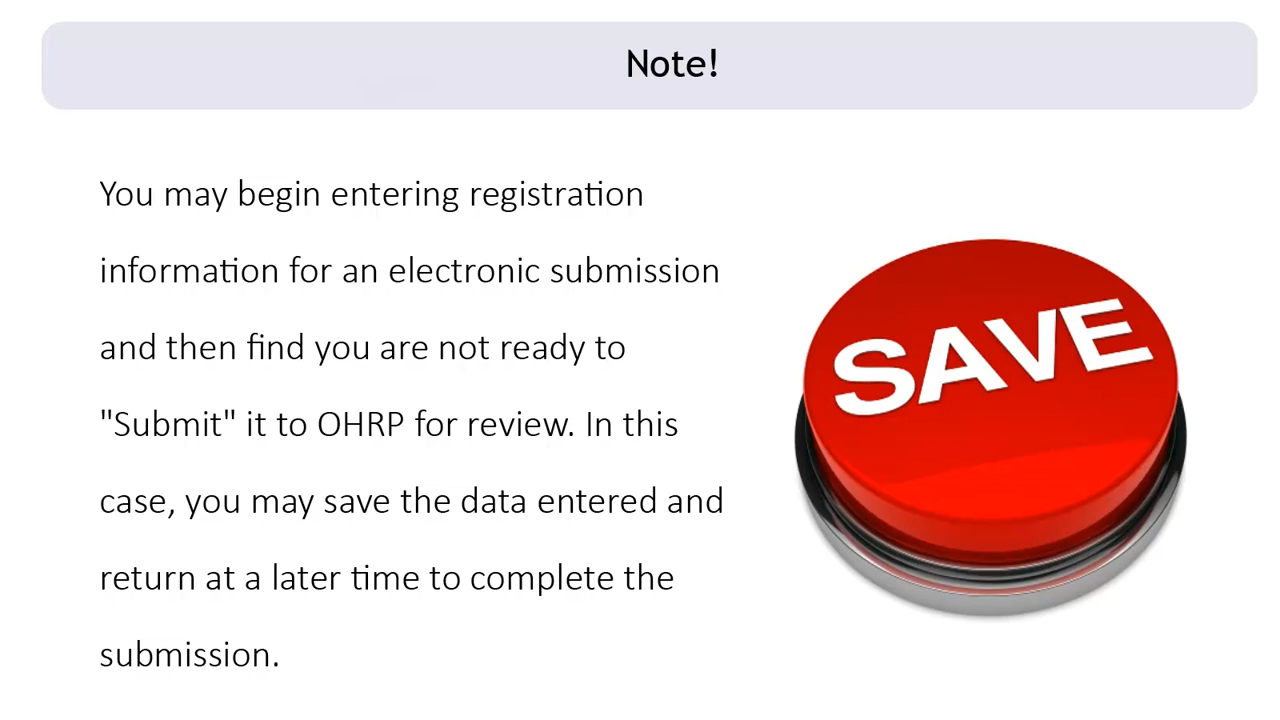 Note!
You may begin entering registration
information for an electronic submission
and then find you are not ready to
"Submit" it to OHRP for review. In this
case, you may save the data entered and
return at a later time to complete the
submission.
SAVE